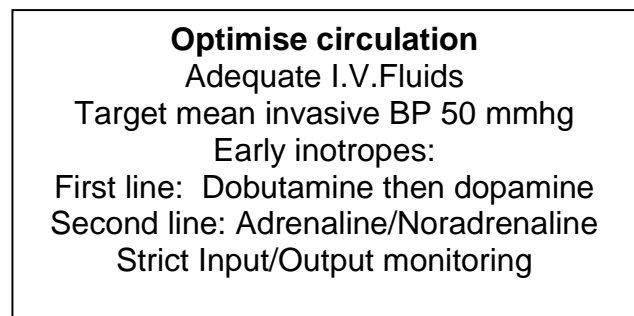 Optimise circulation
Adequate I.V.Fluids
Target mean invasive BP 50 mmhg
Early inotropes:
First line:  Dobutamine then dopamine
Second line: Adrenaline/Noradrenaline
Strict Input/Output monitoring